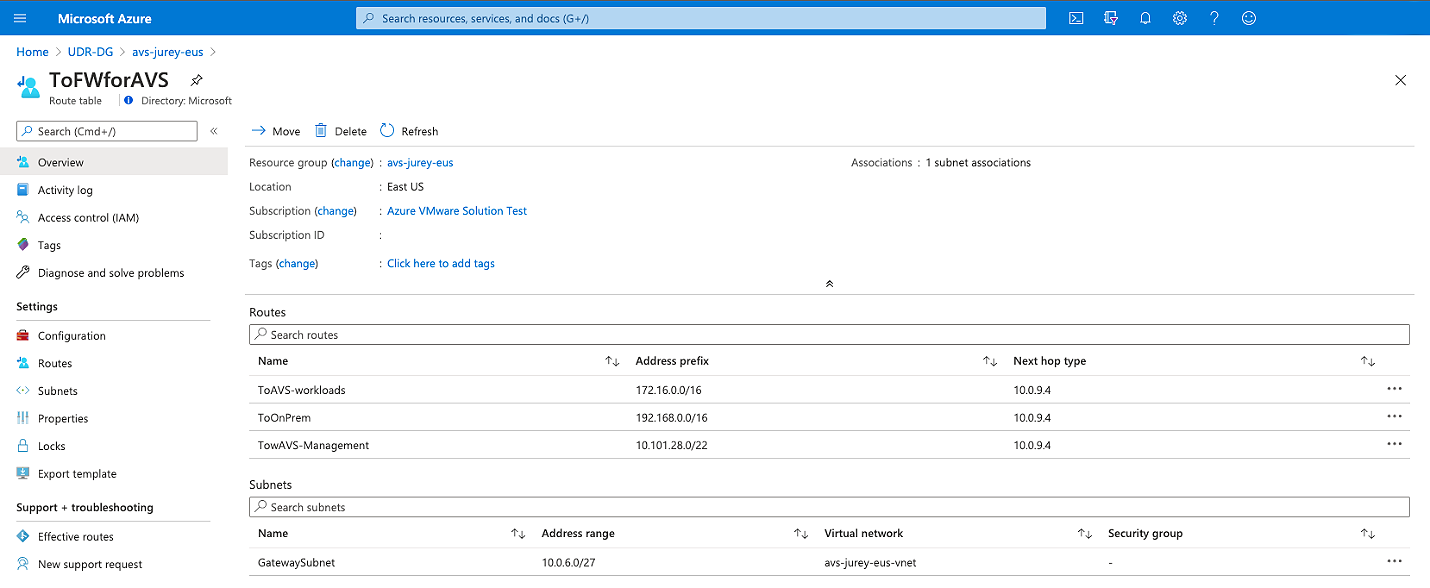 Microsoft Azure
Search resources, services, and docs (G+/)
Home > UDR-DG > avs-jurey-eus >
ToFWforAVS
Route table Directory: Microsoft
Search (Cmd+/) «
Overview
Activity log
Access control (IAM)
Tags
Diagnose and solve problems
Settings
Configuration
Routes
Subnets
Properties
Locks
Export template
Support + troubleshooting
Effective routes
New support request
Move Delete Refresh
Resource group (change) : avs-jurey-eus Associations : 1 subnet associations
Location : East US
Subscription (change) : Azure VMware Solution Test
Subscription ID :
Tags (change) : Click here to add tags
Routes
Search routes
Name Address prefix Next hop type
ToAVS-workloads 172.16.0.0/16 10.0.9.4
ToOnPrem 192.168.0.0/16 10.0.9.4
TowAVS-Management 10.101.28.0/22 10.0.9.4
Subnets
Search subnets
Name Address range Virtual network Security group
GatewaySubnet 10.0.6.0/27 avs-jurey-eus-vnet -